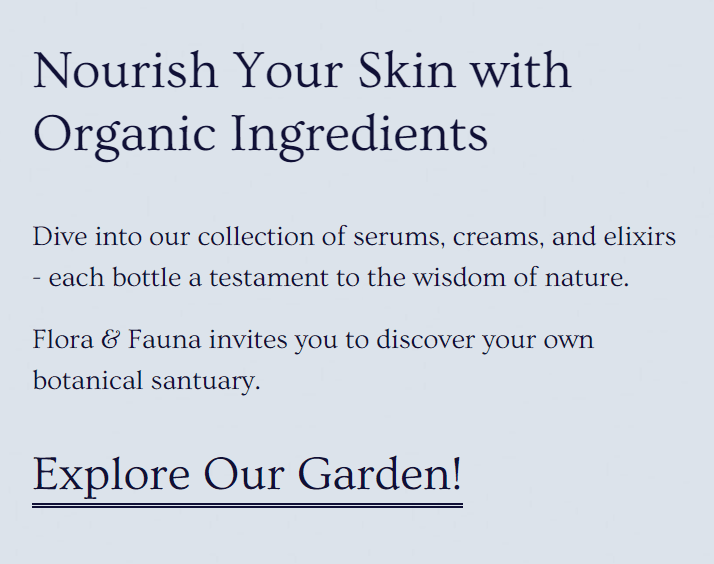 Nourish Your Skin with
Organic Ingredients
Dive into our collection of serums, creams, and elixirs
- each bottle a testament to the wisdom of nature.
Flora & Fauna invites you to discover your own
botanical santuary.
Explore Our Garden!